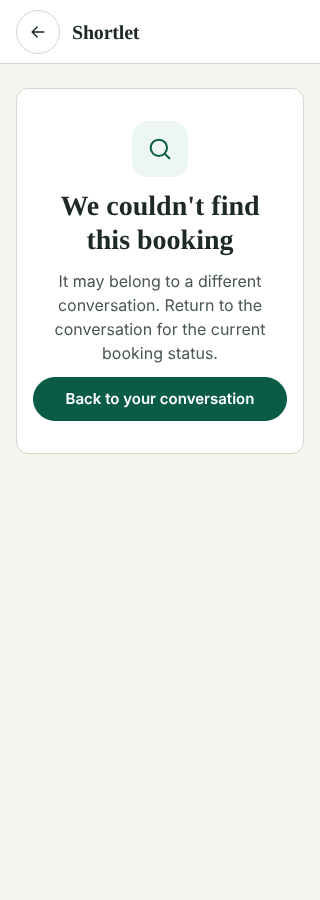 Shortlet
We couldn't find
this booking
It may belong to a different
conversation. Return to the
conversation for the current
booking status.
Back to your conversation